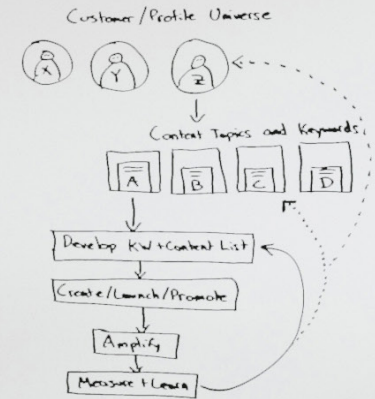 Customer/Profile Universe
X Y Z
Content Topics and Keywords
A B C D
Develop KW + Content List
Create/Launch/Promote
Amplify
Measure + Learn